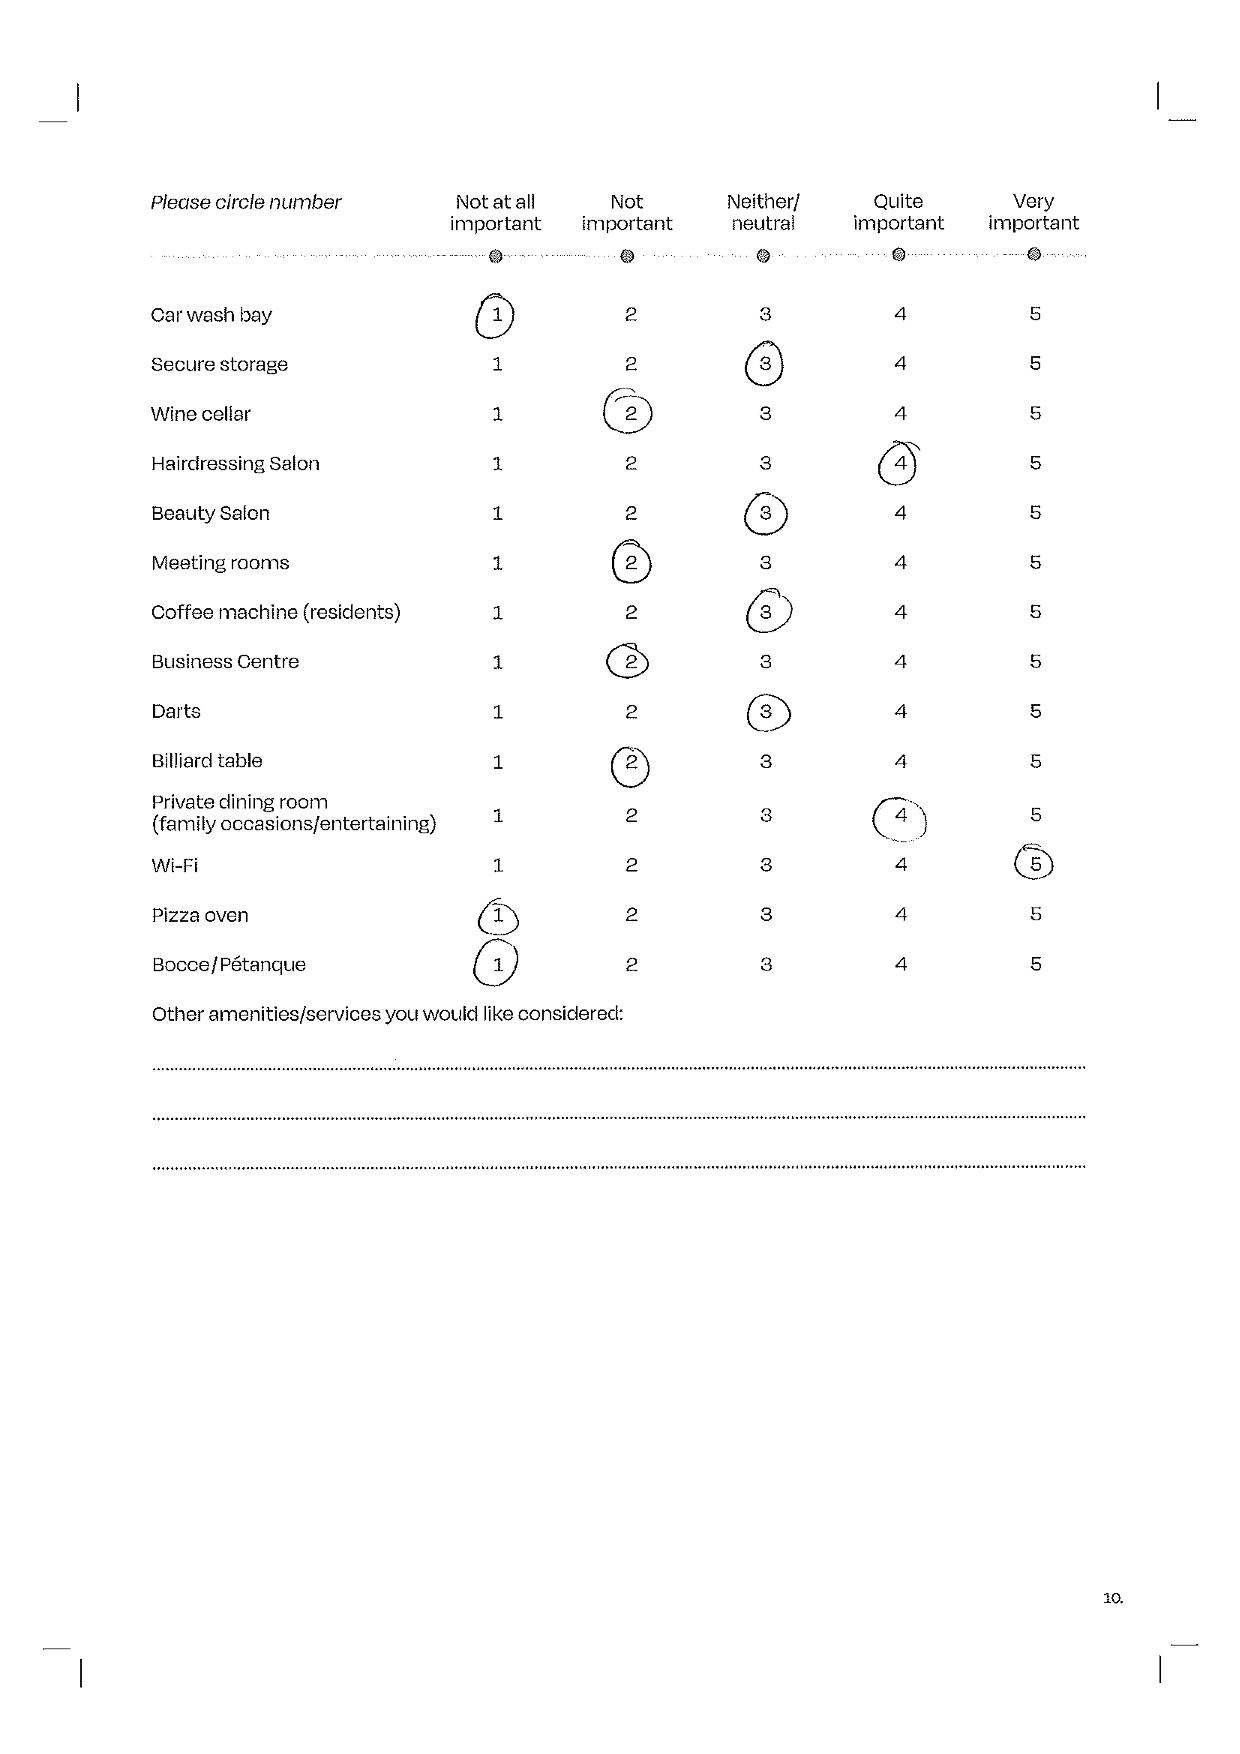 Please circle number Not at all Not Neither/ Quite Very
important important neutral important important
Car wash bay 1 2 3 4 5
Secure storage 1 2 3 4 5
Wine cellar 1 2 3 4 5
Hairdressing Salon 1 2 3 4 5
Beauty Salon 1 2 3 4 5
Meeting rooms 1 2 3 4 5
Coffee machine (residents) 1 2 3 4 5
Business Centre 1 2 3 4 5
Darts 1 2 3 4 5
Billiard table 1 2 3 4 5
Private dining room
(family occasions/entertaining) 1 2 3 4 5
Wi-Fi 1 2 3 4 5
Pizza oven 1 2 3 4 5
Bocce/Pétanque 1 2 3 4 5
Other amenities/services you would like considered:
10.